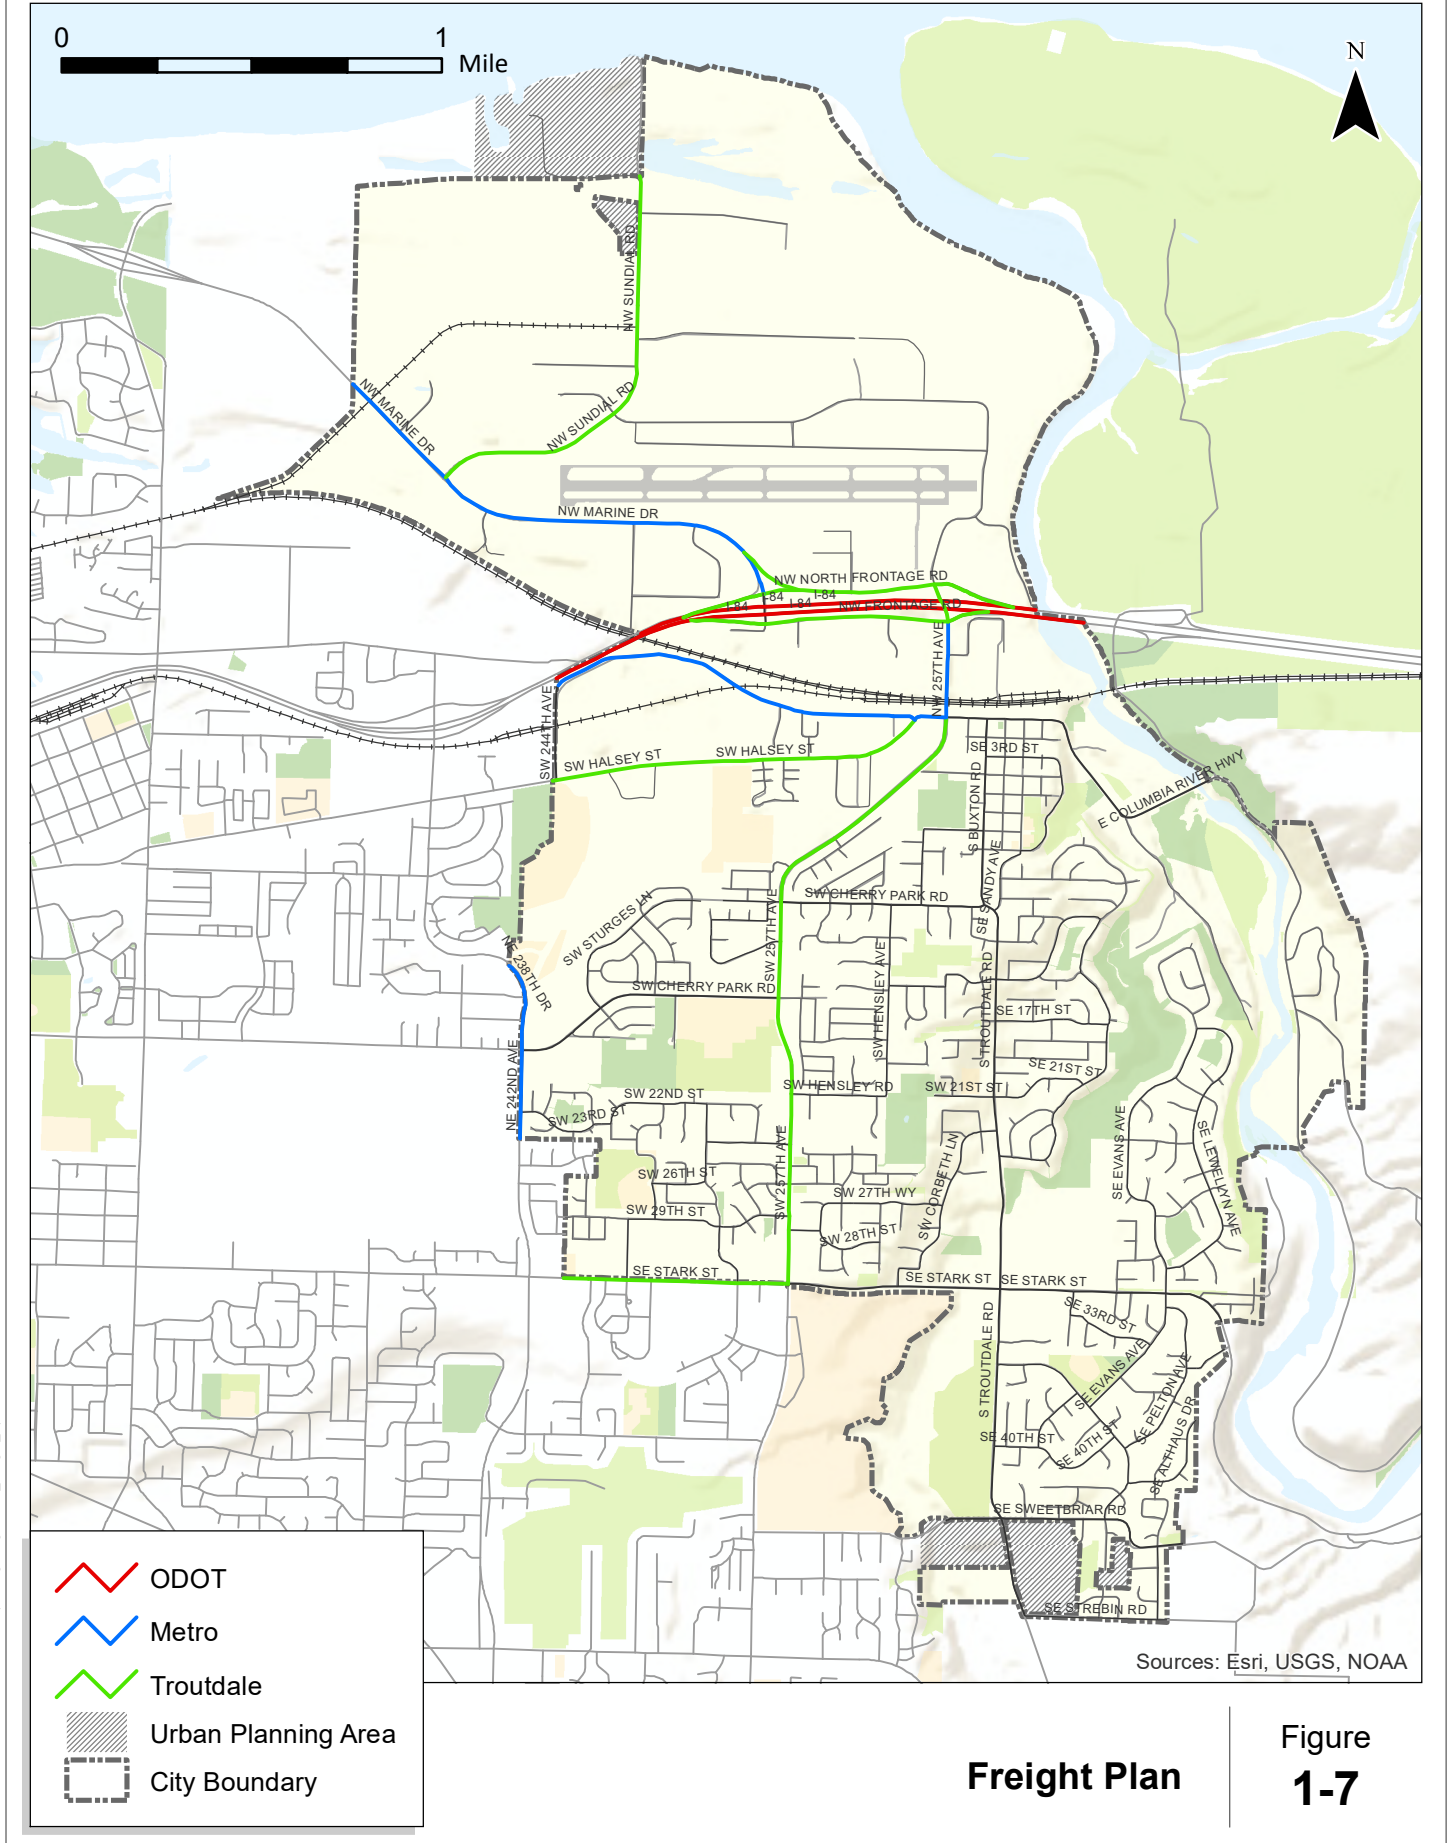 0 1
Mile
N
NW SUNDIAL RD
NW MARINE DR
NW SUNDIAL RD
NW MARINE DR
NW NORTH FRONTAGE RD
I-84
I-84
I-84
I-84
NW FRONTAGE RD
NW 257TH AVE
SW 244TH AVE
SW HALSEY ST
SW HALSEY ST
SE 3RD ST
E COLUMBIA RIVER HWY
S BUXTON RD
SE SANDY AVE
SW CHERRY PARK RD
SW STURGES LN
SW 257TH AVE
NE 238TH DR
SW CHERRY PARK RD
SW HENSLEY AVE
S TROUTDALE RD
SE 17TH ST
SE 21ST ST
NE 242ND AVE
SW 22ND ST
SW HENSLEY RD
SW 21ST ST
SW 23RD ST
SW 257TH AVE
SW 26TH ST
SW 27TH WY
SW CORBETH LN
SE EVANS AVE
SE LEWELLYN AVE
SW 29TH ST
SW 28TH ST
SE STARK ST
SE STARK ST
SE STARK ST
SE 33RD ST
S TROUTDALE RD
SE EVANS AVE
SE PELTON AVE
SE 40TH ST
SE 40TH ST
SE ALTHAUS DR
SE SWEETBRIAR RD
SE STREBIN RD
Sources: Esri, USGS, NOAA
ODOT
Metro
Troutdale
Urban Planning Area
City Boundary
Freight Plan
Figure
1-7